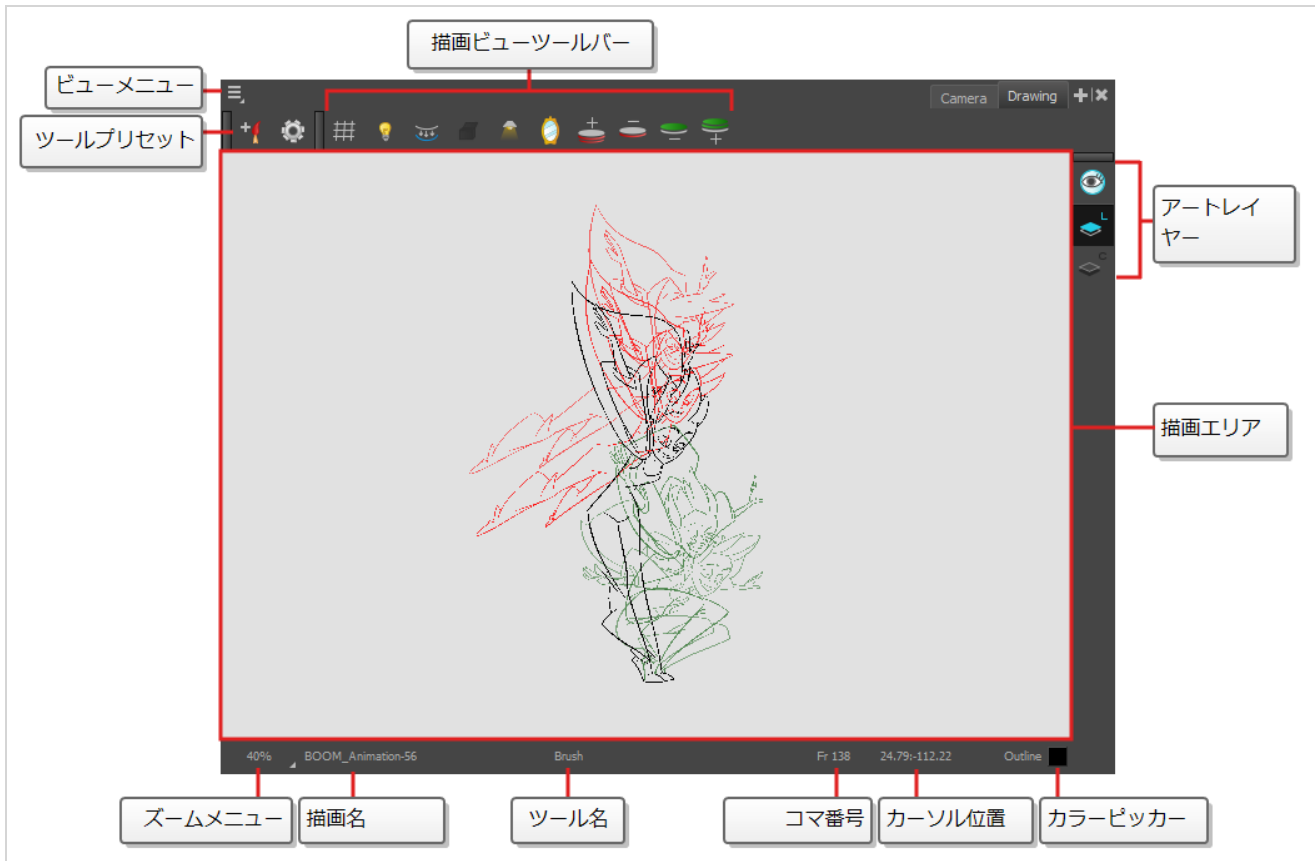 描画ビューツールバー
ビューメニュー
Camera
Drawing
ツールプリセット
L
C
アートレイ
ヤー
描画エリア
40%
BOOM_Animation-56
Brush
Fr 138
24.79:-112.22
Outline
ズームメニュー
描画名
ツール名
コマ番号
カーソル位置
カラーピッカー